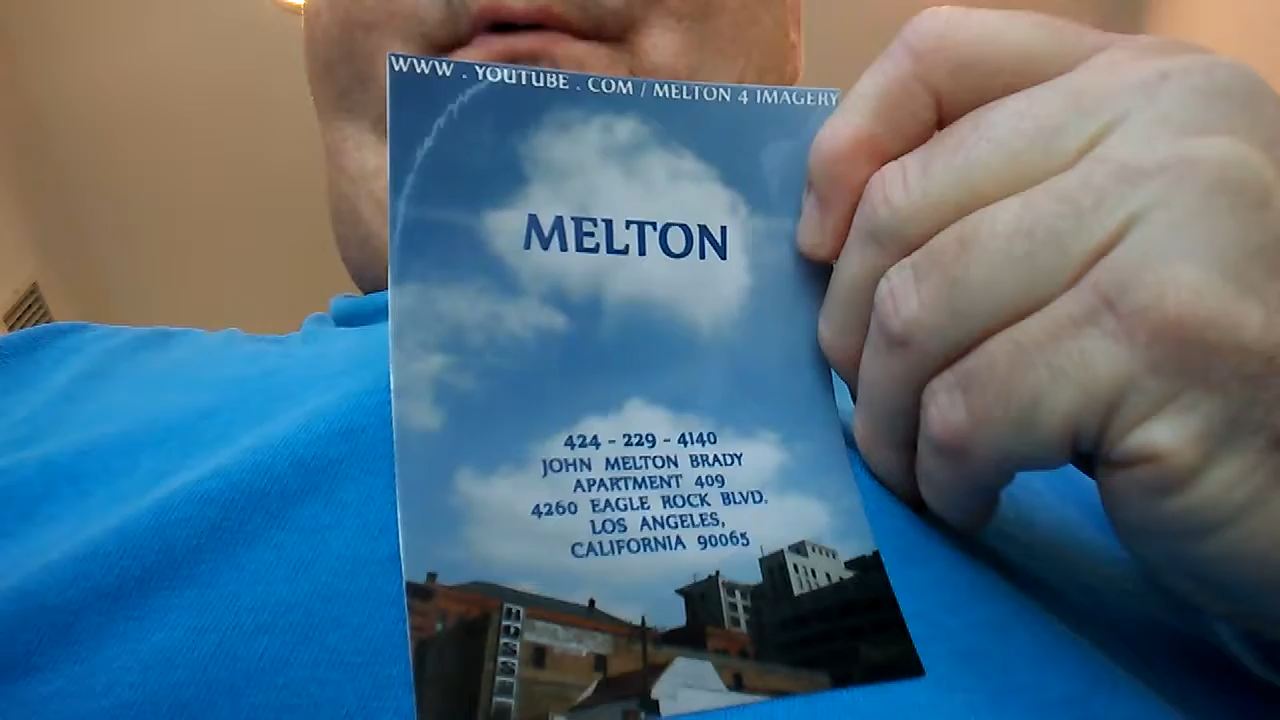 WWW . YOUTUBE . COM / MELTON 4 IMAGERY
MELTON
424 - 229 - 4140
JOHN MELTON BRADY
APARTMENT 409
4260 EAGLE ROCK BLVD.
LOS ANGELES,
CALIFORNIA 90065